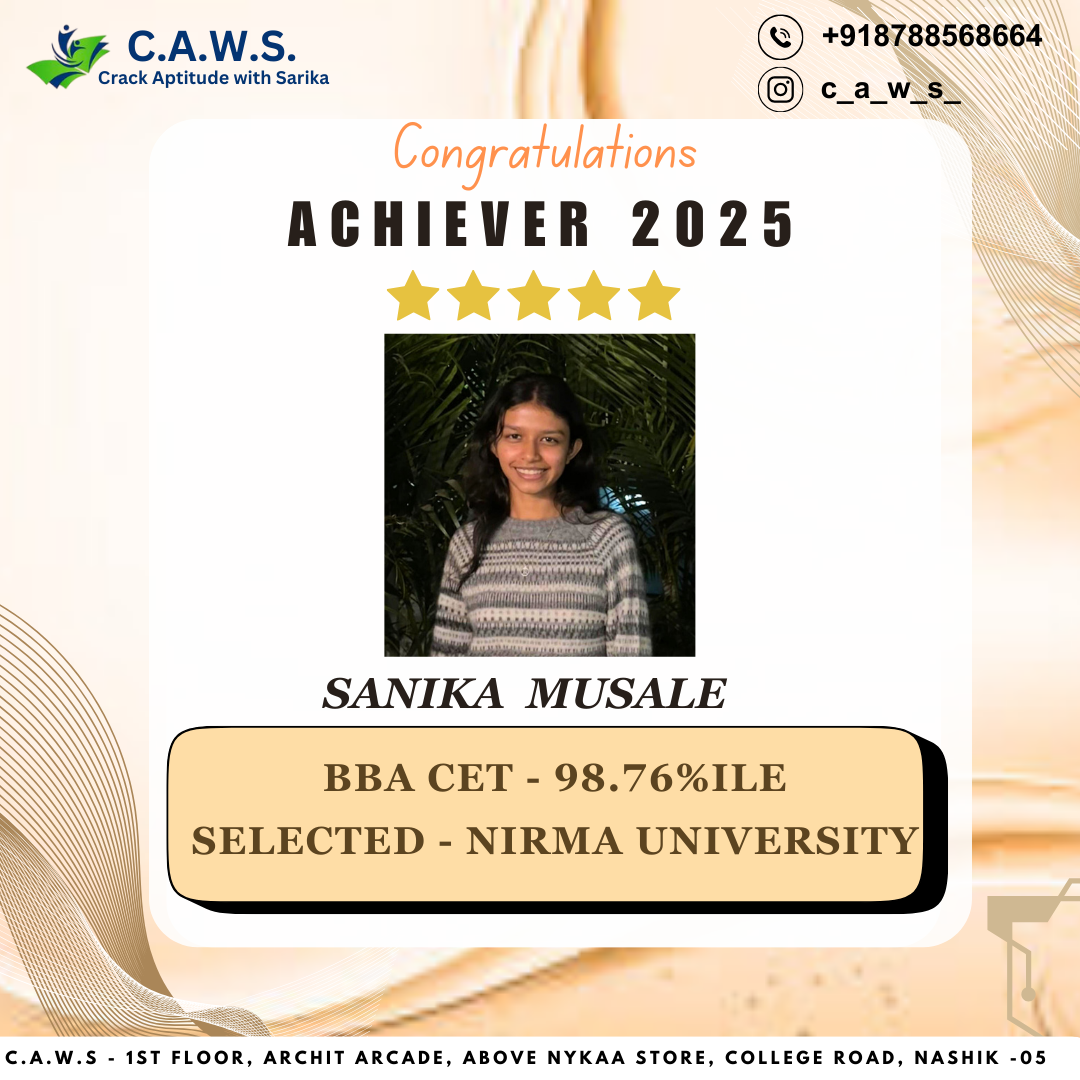 C.A.W.S.
Crack Aptitude with Sarika
+918788568664
c_a_w_s_
Congratulations
ACHIEVER 2025
SANIKA MUSALE
BBA CET - 98.76%ILE
SELECTED - NIRMA UNIVERSITY
C.A.W.S - 1ST FLOOR, ARCHIT ARCADE, ABOVE NYKAA STORE, COLLEGE ROAD, NASHIK -05